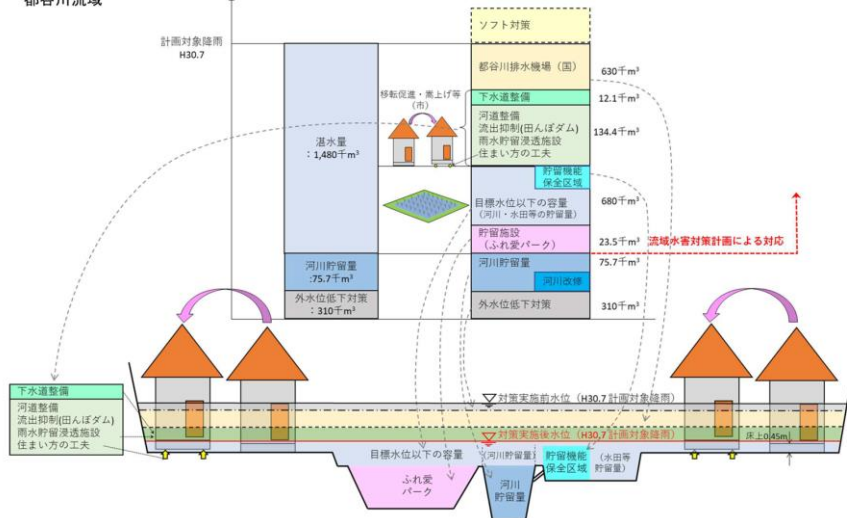 都谷川流域
計画対象降雨
H30.7
湛水量
：1,480千m³
河川貯留量
:75.7千m³
外水位低下対策
：310千m³
移転促進・嵩上げ等
（市）
ソフト対策
都谷川排水機場（国）
630千m³
下水道整備
12.1千m³
河道整備
流出抑制(田んぼダム)
雨水貯留浸透施設
住まい方の工夫
134.4千m³
貯留機能
保全区域
目標水位以下の容量
（河川・水田等の貯留量）
680千m³
貯留施設
（ふれ愛パーク）
23.5千m³
流域水害対策計画による対応
河川貯留量
75.7千m³
河川改修
外水位低下対策
310千m³
下水道整備
河道整備
流出抑制(田んぼダム)
雨水貯留浸透施設
住まい方の工夫
対策実施前水位（H30.7 計画対象降雨）
対策実施後水位（H30.7 計画対象降雨）
床上0.45m
目標水位以下の容量
（河川貯留量）
貯留機能
保全区域
（水田等
貯留量）
ふれ愛
パーク
河川
貯留量